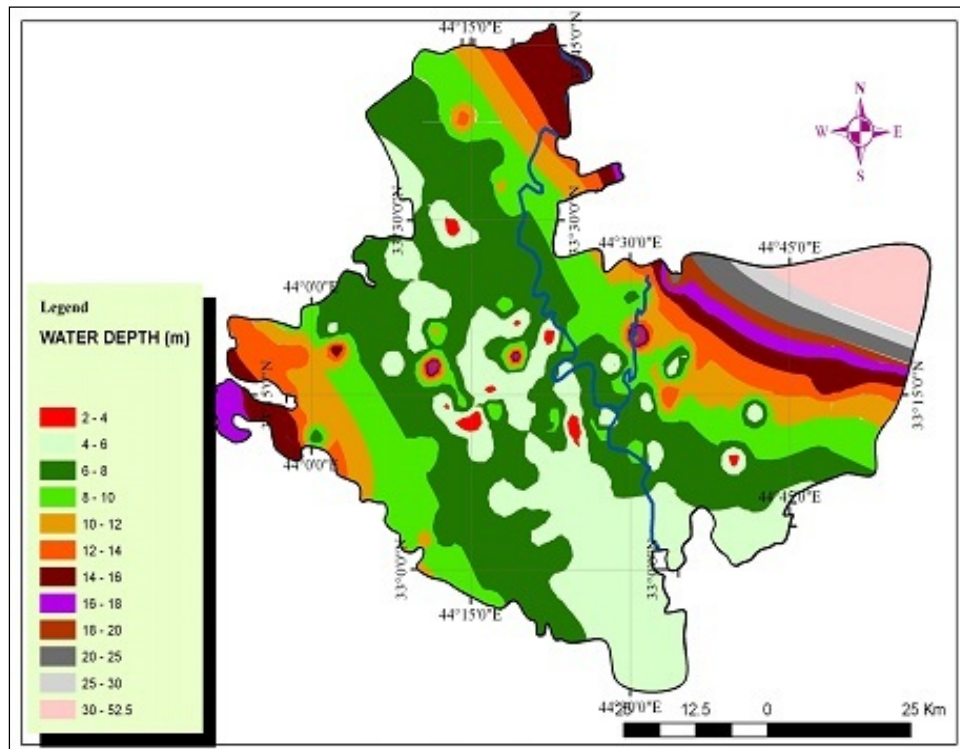 44°15'0"E
N
W E
S
33°30'0"N
33°30'0"N
44°30'0"E
44°45'0"E
44°0'0"E
Legend
WATER DEPTH (m)
2 - 4
4 - 6
6 - 8
8 - 10
10 - 12
12 - 14
14 - 16
16 - 18
18 - 20
20 - 25
25 - 30
30 - 52.5
33°15'0"N
44°0'0"E
44°45'0"E
33°0'0"N
33°0'0"N
44°15'0"E
12.5 0 25 Km